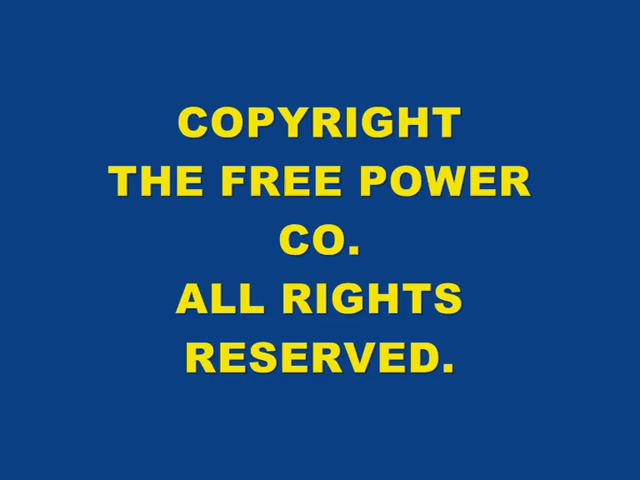 COPYRIGHT
THE FREE POWER
CO.
ALL RIGHTS
RESERVED.